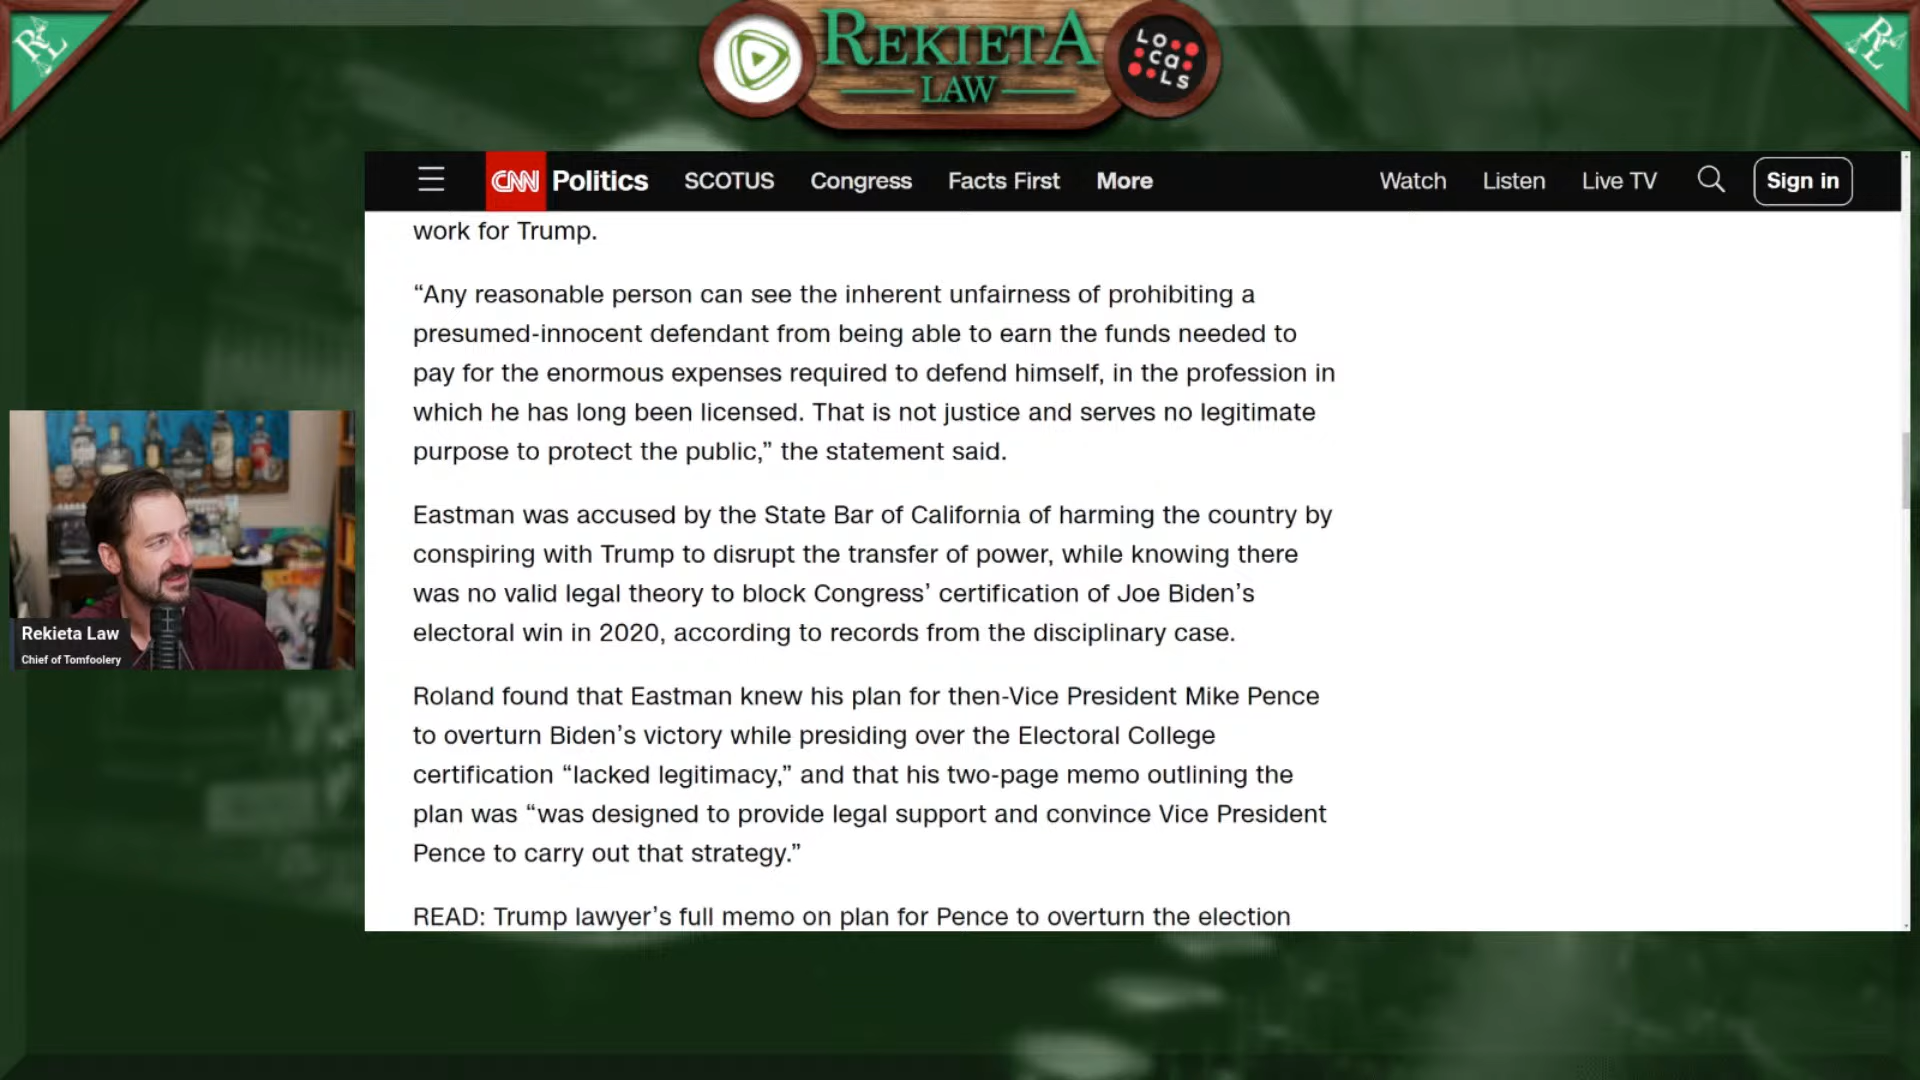 RLL
REKIETA
LAW
LOCALS
CNN Politics SCOTUS Congress Facts First More Watch Listen Live TV Sign in
work for Trump.
“Any reasonable person can see the inherent unfairness of prohibiting a
presumed-innocent defendant from being able to earn the funds needed to
pay for the enormous expenses required to defend himself, in the profession in
which he has long been licensed. That is not justice and serves no legitimate
purpose to protect the public,” the statement said.
Eastman was accused by the State Bar of California of harming the country by
conspiring with Trump to disrupt the transfer of power, while knowing there
was no valid legal theory to block Congress’ certification of Joe Biden’s
electoral win in 2020, according to records from the disciplinary case.
Roland found that Eastman knew his plan for then-Vice President Mike Pence
to overturn Biden’s victory while presiding over the Electoral College
certification “lacked legitimacy,” and that his two-page memo outlining the
plan was “was designed to provide legal support and convince Vice President
Pence to carry out that strategy.”
READ: Trump lawyer’s full memo on plan for Pence to overturn the election
Rekieta Law
Chief of Tomfoolery